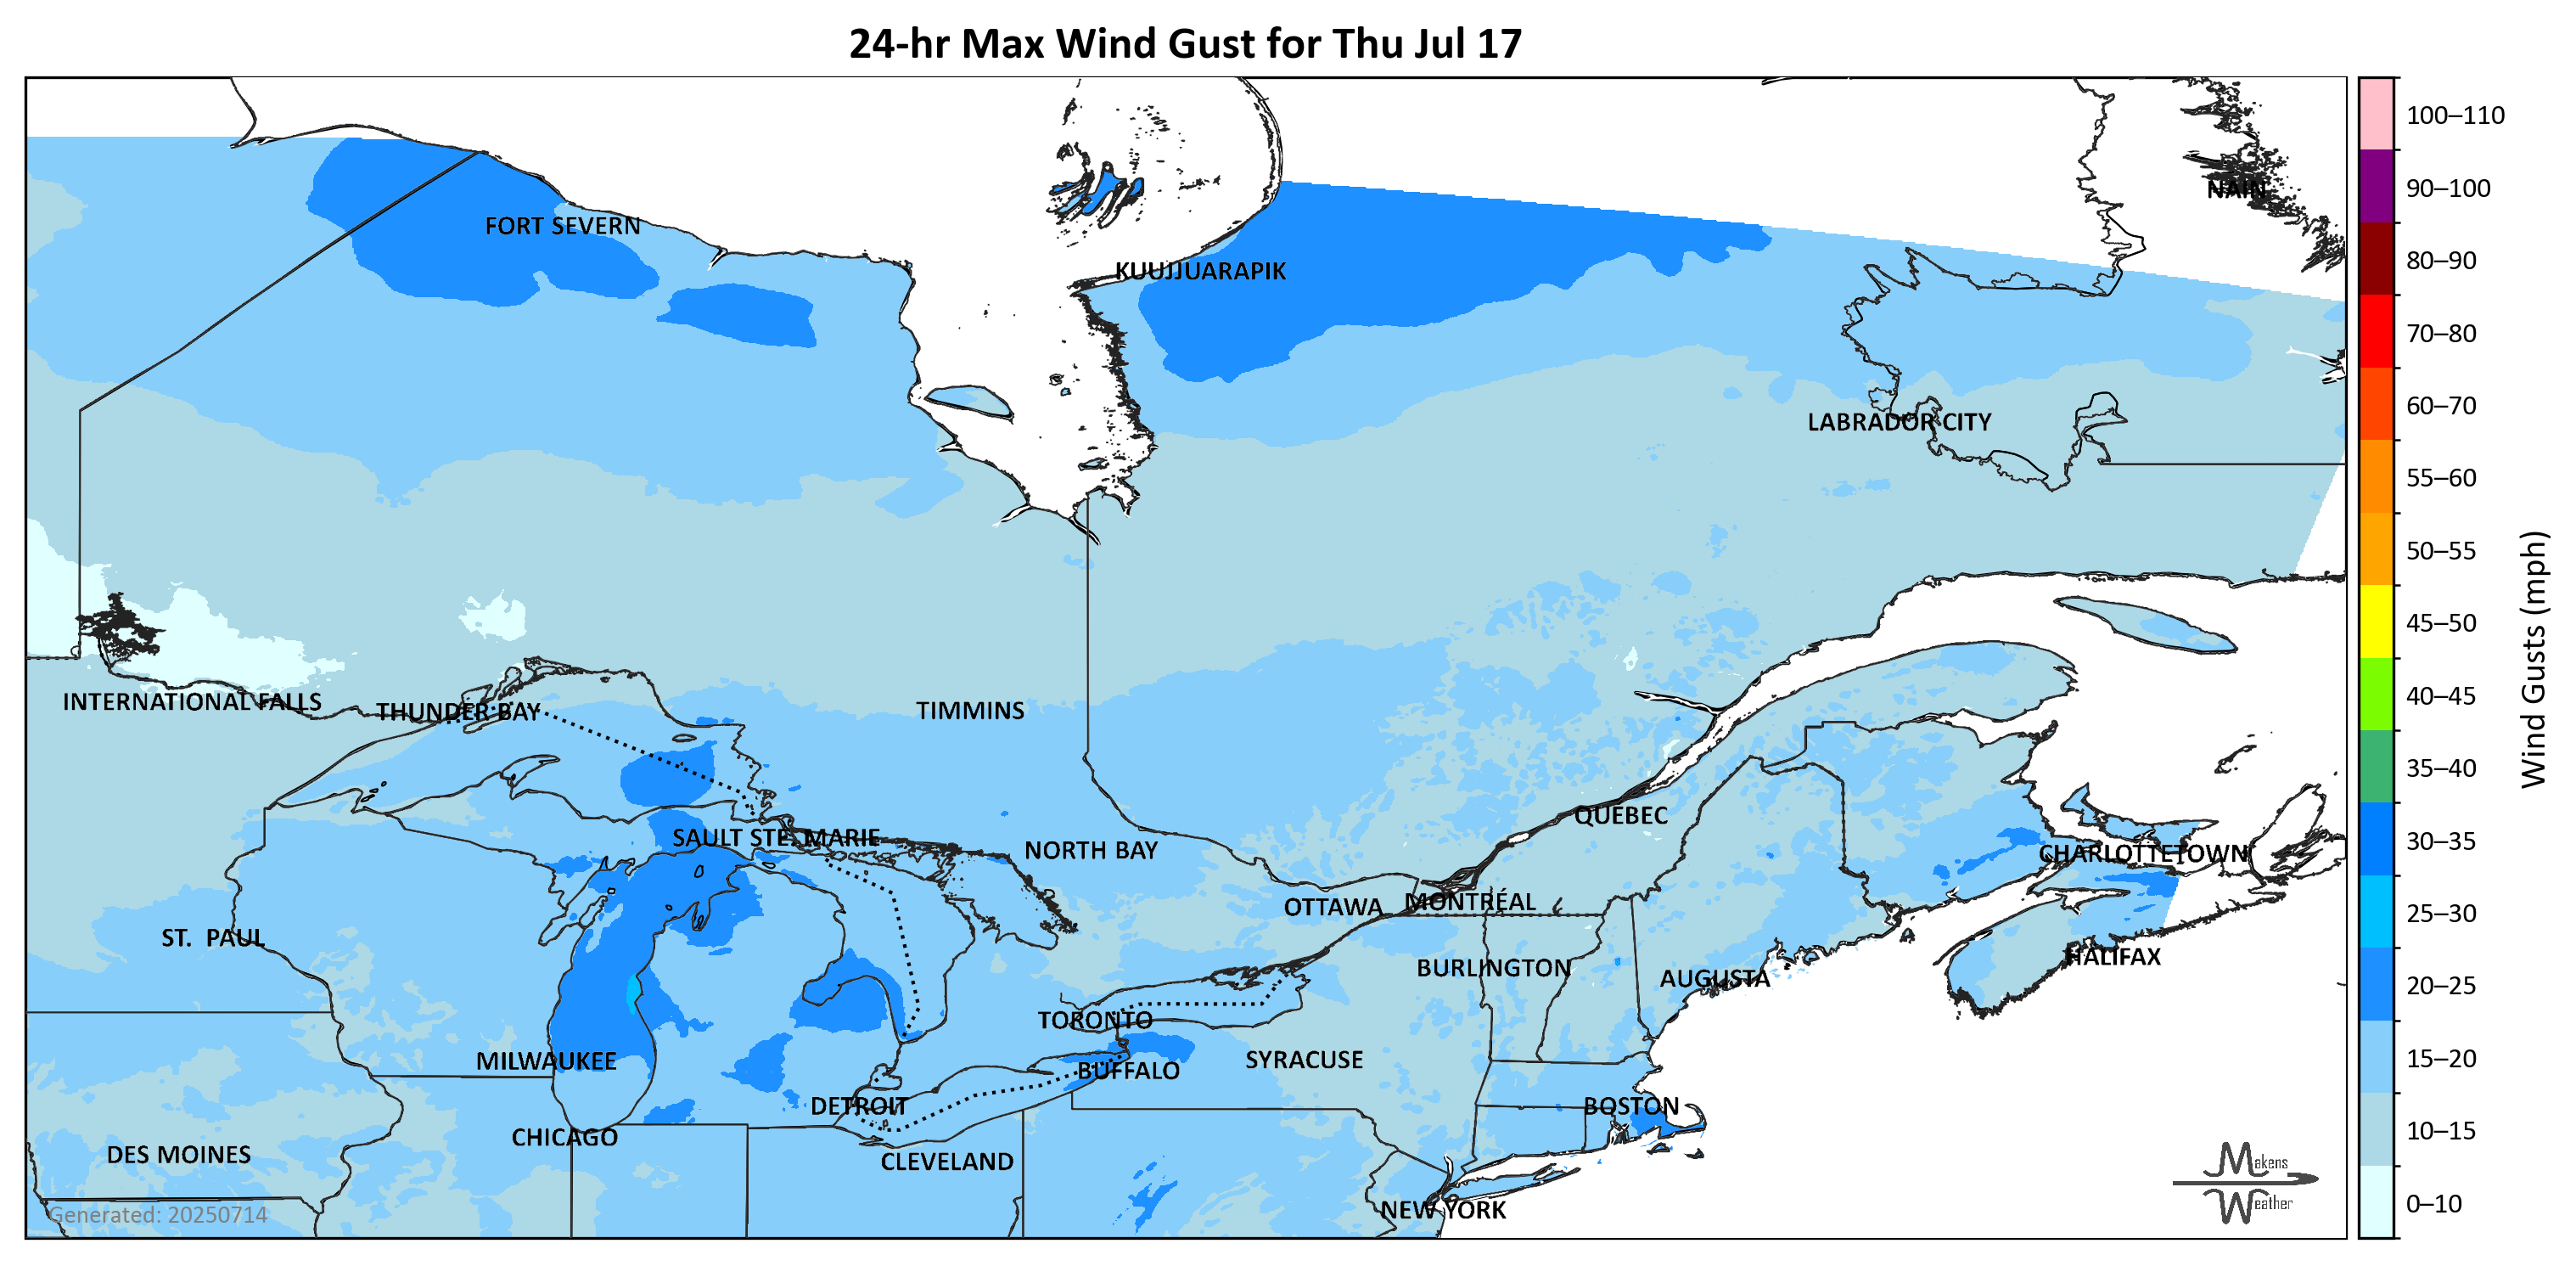 24-hr Max Wind Gust for Thu Jul 17
100–110
90–100
NAIN
FORT SEVERN
80–90
KUUJJUARAPIK
70–80
60–70
LABRADOR CITY
55–60
50–55
Wind Gusts (mph)
45–50
40–45
INTERNATIONAL FALLS
THUNDER BAY
TIMMINS
35–40
QUEBEC
SAULT STE. MARIE
30–35
NORTH BAY
CHARLOTTETOWN
OTTAWA
MONTRÉAL
25–30
ST. PAUL
HALIFAX
BURLINGTON
AUGUSTA
20–25
TORONTO
MILWAUKEE
SYRACUSE
15–20
BUFFALO
DETROIT
BOSTON
CHICAGO
10–15
DES MOINES
CLEVELAND
Makens
Weather
0–10
NEW YORK
Generated: 20250714